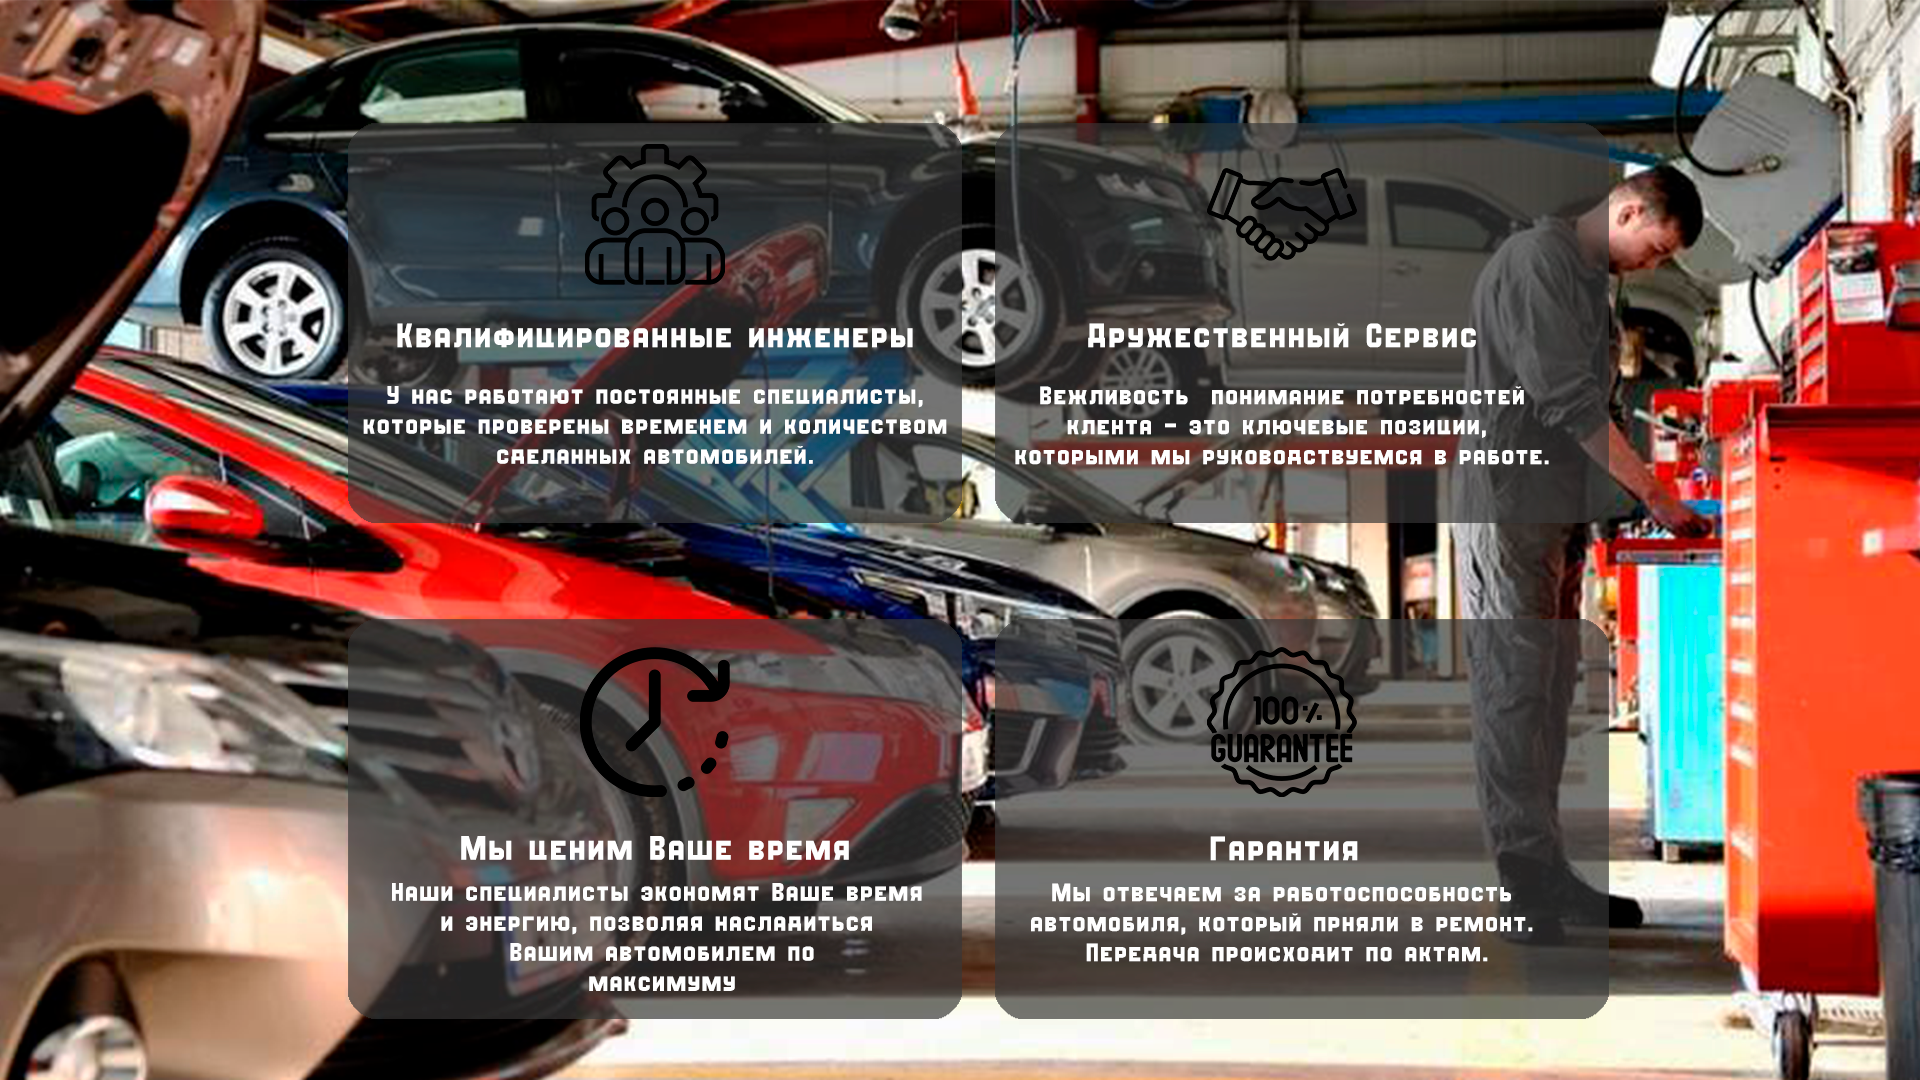 Квалифицированные инженеры
У нас работают постоянные специалисты,
которые проверены временем и количеством
сделанных автомобилей.
Дружественный Сервис
Вежливость понимание потребностей
клента - это ключевые позиции,
которыми мы руководствуемся в работе.
Мы ценим Ваше время
Наши специалисты экономят Ваше время
и энергию, позволяя насладиться
Вашим автомобилем по
максимуму
100%
GUARANTEE
Гарантия
Мы отвечаем за работоспособность
автомобиля, который прняли в ремонт.
Передача происходит по актам.